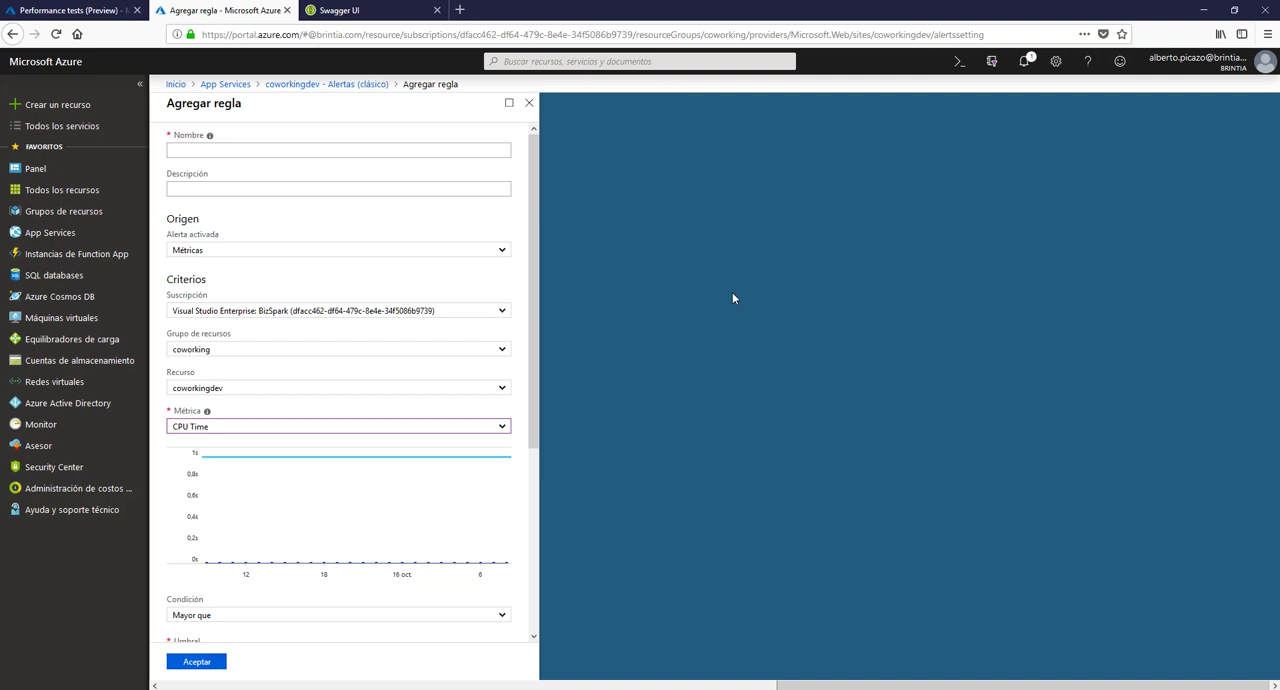 Performance tests (Preview) - M
Agregar regla - Microsoft Azure
Swagger UI
https://portal.azure.com/#@brintia.com/resource/subscriptions/dfacc462-df64-479c-8e4e-34f5086b9739/resourceGroups/coworking/providers/Microsoft.Web/sites/coworkingdev/alertssetting
Microsoft Azure
Buscar recursos, servicios y documentos
1
alberto.picazo@brintia...
BRINTIA
Inicio > App Services > coworkingdev - Alertas (clásico) > Agregar regla
Crear un recurso
Todos los servicios
FAVORITOS
Panel
Todos los recursos
Grupos de recursos
App Services
Instancias de Function App
SQL databases
Azure Cosmos DB
Máquinas virtuales
Equilibradores de carga
Cuentas de almacenamiento
Redes virtuales
Azure Active Directory
Monitor
Asesor
Security Center
Administración de costos ...
Ayuda y soporte técnico
Agregar regla
* Nombre
Descripción
Origen
Alerta activada
Métricas
Criterios
Suscripción
Visual Studio Enterprise: BizSpark (dfacc462-df64-479c-8e4e-34f5086b9739)
Grupo de recursos
coworking
Recurso
coworkingdev
* Métrica
CPU Time
1s
0,8s
0,6s
0,4s
0,2s
0s
12 18 16 oct. 6
Condición
Mayor que
* Umbral
Aceptar